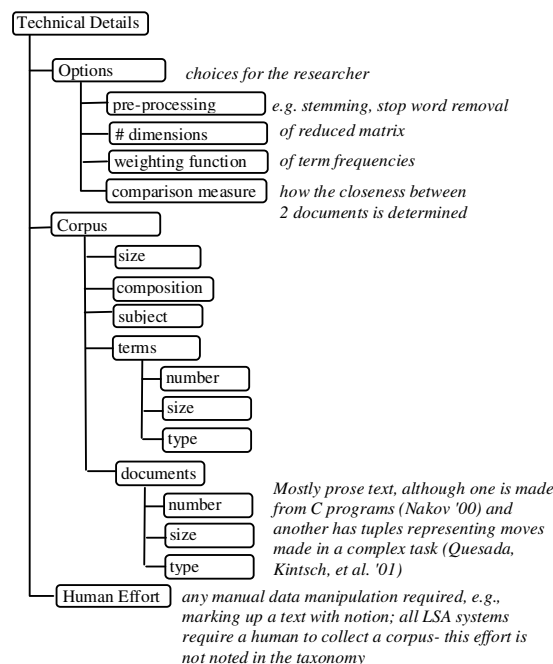 Technical Details
Options choices for the researcher
pre-processing e.g. stemming, stop word removal
# dimensions of reduced matrix
weighting function of term frequencies
comparison measure how the closeness between
2 documents is determined
Corpus
size
composition
subject
terms
number
size
type
documents
number
size
type
Mostly prose text, although one is made
from C programs (Nakov '00) and
another has tuples representing moves
made in a complex task (Quesada,
Kintsch, et al. '01)
Human Effort any manual data manipulation required, e.g.,
marking up a text with notion; all LSA systems
require a human to collect a corpus- this effort is
not noted in the taxonomy